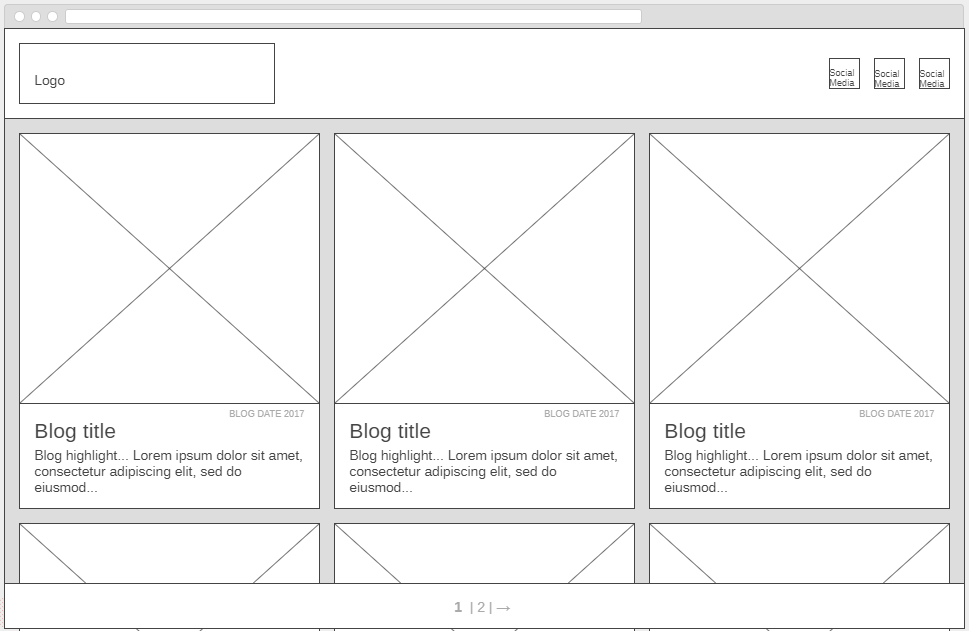 Logo
Social
Media
Social
Media
Social
Media
BLOG DATE 2017
Blog title
Blog highlight... Lorem ipsum dolor sit amet,
consectetur adipiscing elit, sed do
eiusmod...
BLOG DATE 2017
Blog title
Blog highlight... Lorem ipsum dolor sit amet,
consectetur adipiscing elit, sed do
eiusmod...
BLOG DATE 2017
Blog title
Blog highlight... Lorem ipsum dolor sit amet,
consectetur adipiscing elit, sed do
eiusmod...
1 | 2 | →